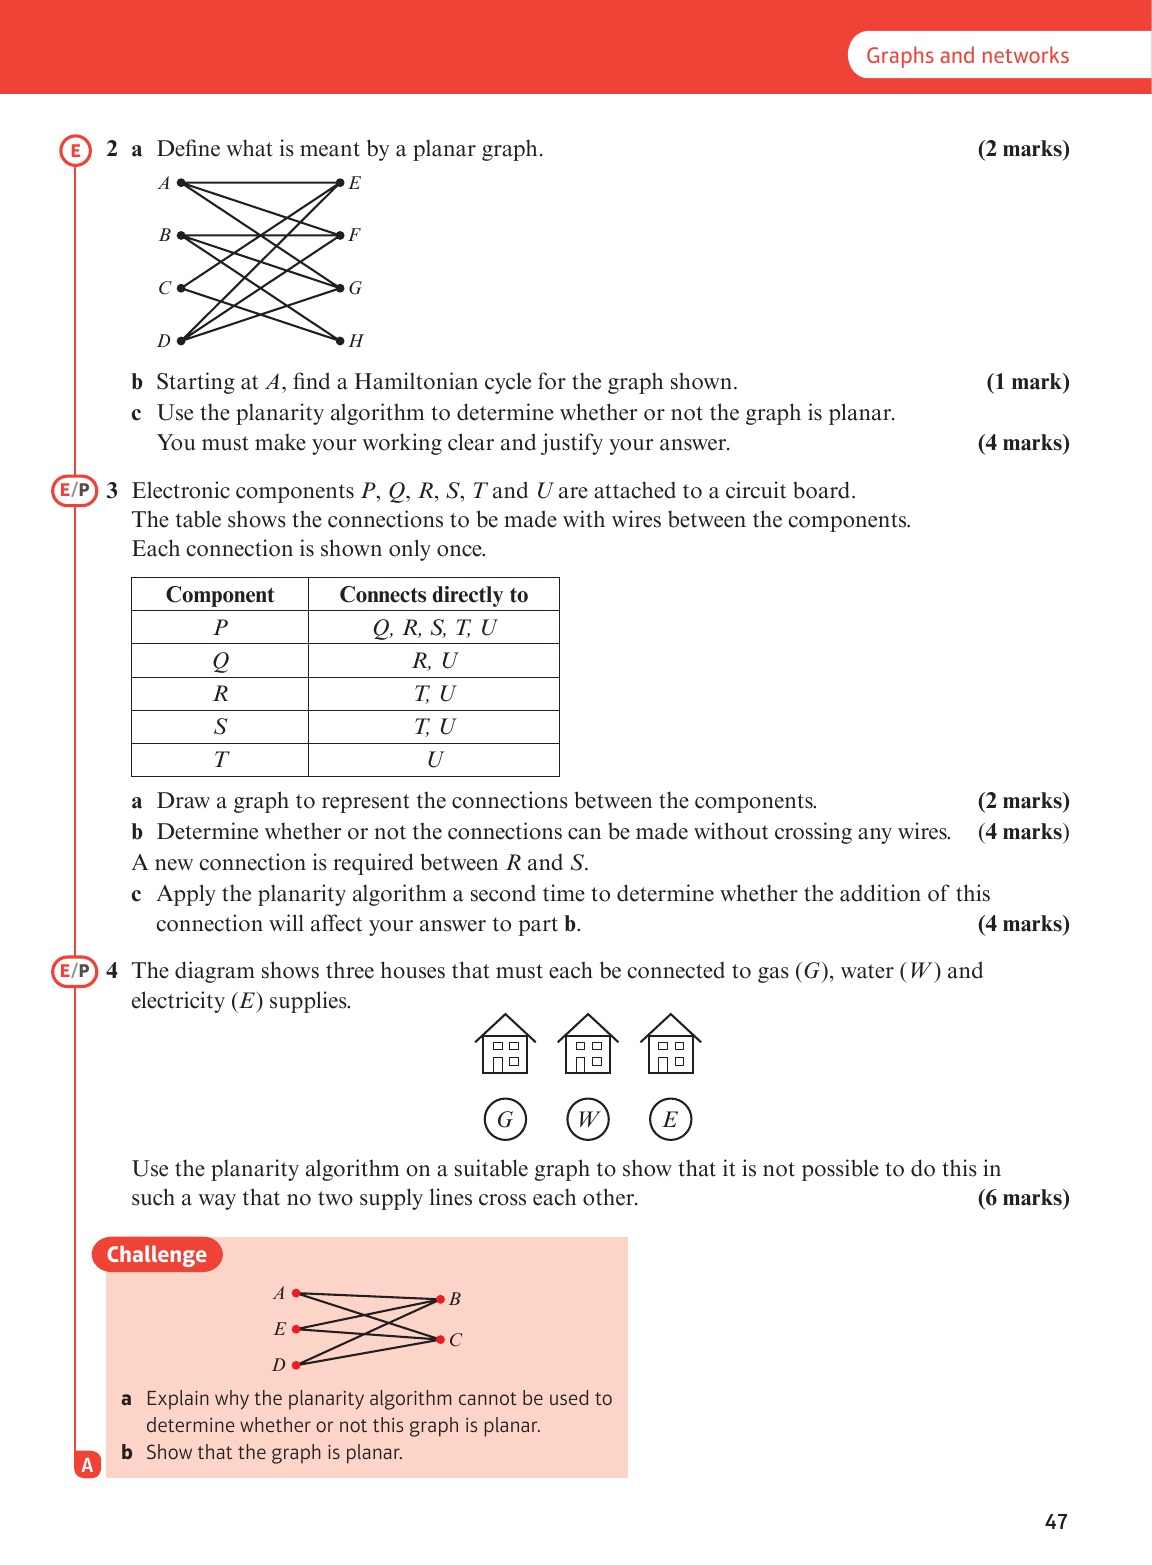 Graphs and networks
E 2 a Define what is meant by a planar graph. (2 marks)
A E
B F
C G
D H
b Starting at A, find a Hamiltonian cycle for the graph shown. (1 mark)
c Use the planarity algorithm to determine whether or not the graph is planar.
You must make your working clear and justify your answer. (4 marks)
E/P 3 Electronic components P, Q, R, S, T and U are attached to a circuit board.
The table shows the connections to be made with wires between the components.
Each connection is shown only once.
Component Connects directly to
P Q, R, S, T, U
Q R, U
R T, U
S T, U
T U
a Draw a graph to represent the connections between the components. (2 marks)
b Determine whether or not the connections can be made without crossing any wires. (4 marks)
A new connection is required between R and S.
c Apply the planarity algorithm a second time to determine whether the addition of this
connection will affect your answer to part b. (4 marks)
E/P 4 The diagram shows three houses that must each be connected to gas (G), water (W) and
electricity (E) supplies.
G W E
Use the planarity algorithm on a suitable graph to show that it is not possible to do this in
such a way that no two supply lines cross each other. (6 marks)
Challenge
A B
E C
D
a Explain why the planarity algorithm cannot be used to
determine whether or not this graph is planar.
b Show that the graph is planar.
A
47